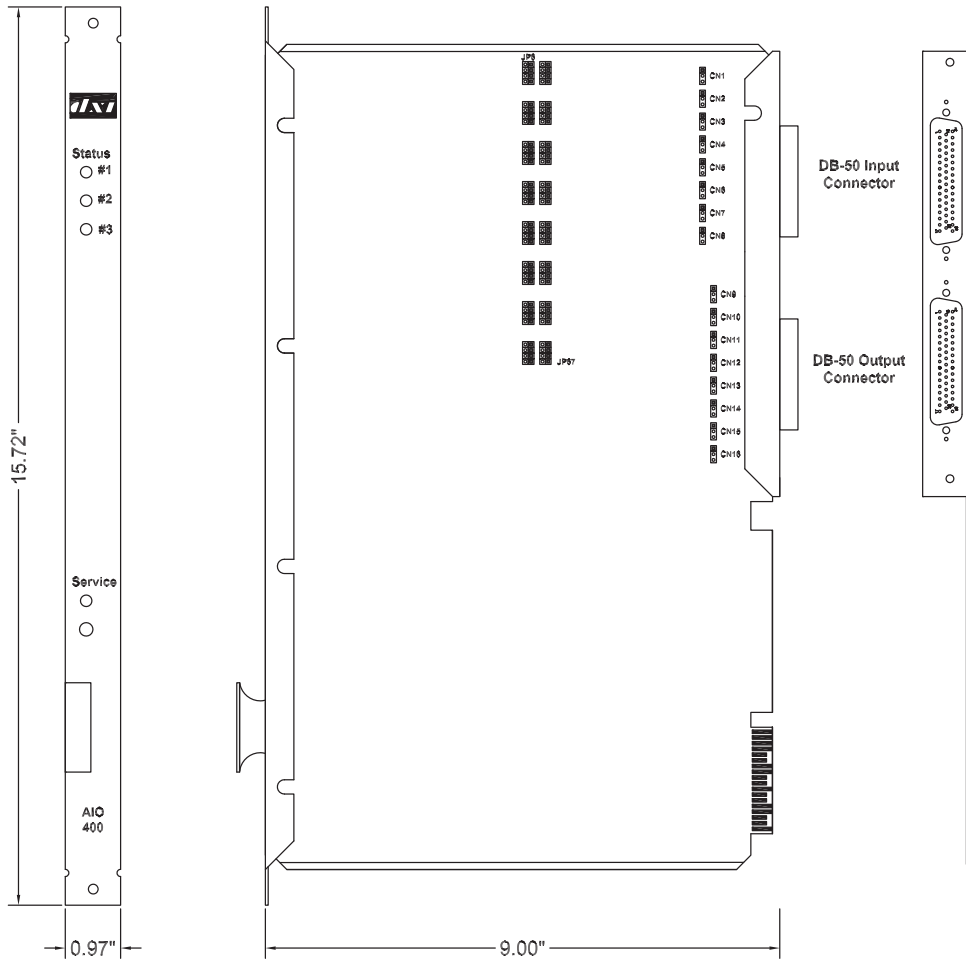 Status
#1
#2
#3
Service
AIO
400
15.72"
0.97"
JP8
JP67
CN1
CN2
CN3
CN4
CN5
CN6
CN7
CN8
CN9
CN10
CN11
CN12
CN13
CN14
CN15
CN16
9.00"
DB-50 Input
Connector
DB-50 Output
Connector